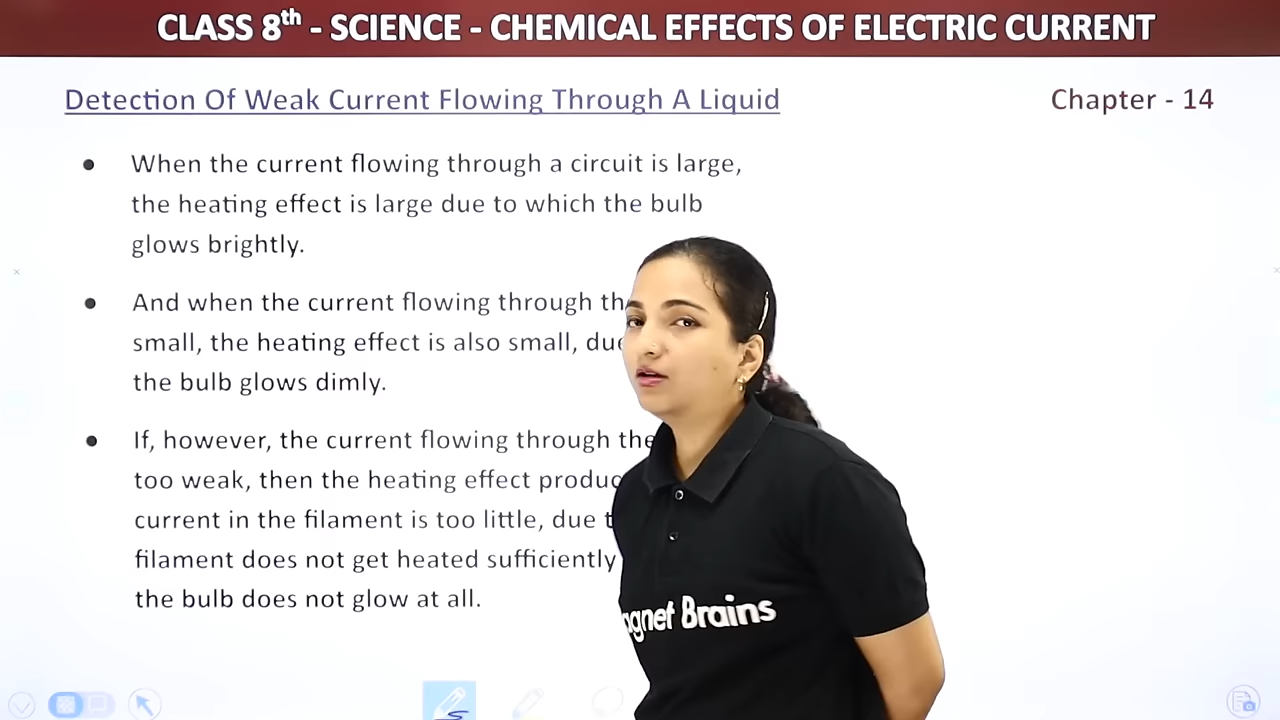 CLASS 8th - SCIENCE - CHEMICAL EFFECTS OF ELECTRIC CURRENT
Detection Of Weak Current Flowing Through A Liquid
Chapter - 14
When the current flowing through a circuit is large,
the heating effect is large due to which the bulb
glows brightly.
And when the current flowing through
small, the heating effect is also small,
the bulb glows dimly.
If, however, the current flowing through the
too weak, then the heating effect
current in the filament is too little, due
filament does not get heated sufficiently
the bulb does not glow at all.
Brains